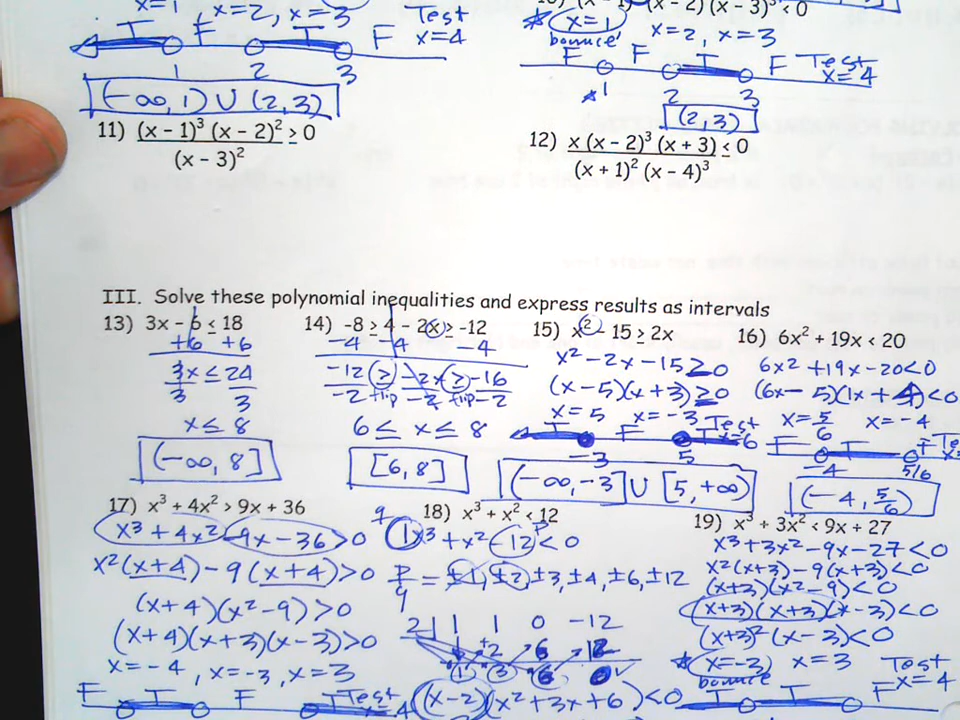 x=1, x=2, x=3
Test x=4
T F T F
1 2 3
(-∞, 1) U (2, 3)
(x - 2) (x - 3)³ < 0
* x=1 bounce
x=2, x=3
F F T F Test x=4
*1 2 3
(2, 3)
11) (x - 1)³ (x - 2)² ≥ 0
(x - 3)²
12) x (x - 2)³ (x + 3) ≤ 0
(x + 1)² (x - 4)³
III. Solve these polynomial inequalities and express results as intervals
13) 3x - 6 ≤ 18
+6 +6
3x ≤ 24
3 3
x ≤ 8
(-∞, 8]
14) -8 ≥ 4 - 2x ≥ -12
-4 -4 -4
-12 ≥ -2x ≥ -16
-2 flip -2 flip -2
6 ≤ x ≤ 8
[6, 8]
15) x² - 15 > 2x
x² - 2x - 15 ≥ 0
(x - 5)(x + 3) ≥ 0
x = 5 x = -3
T F T Test x=6
-3 5
(-∞, -3] U [5, +∞)
16) 6x² + 19x < 20
6x² + 19x - 20 < 0
(6x - 5)(1x + 4) < 0
x = 5/6 x = -4
F T F
-4 5/6
(-4, 5/6)
17) x³ + 4x² > 9x + 36
x³ + 4x² - 9x - 36 > 0
x²(x+4) - 9(x+4) > 0
(x+4)(x²-9) > 0
(x+4)(x+3)(x-3) > 0
x = -4, x = -3, x = 3
F T F T Test
18) x³ + x² < 12
q 1x³ + x² - 12 < 0 p
p/q = ±1, ±2, ±3, ±4, ±6, ±12
2 1 1 0 -12
+2 6 12
1 3 6 0 ✓
(x-2)(x²+3x+6) < 0
19) x³ + 3x² < 9x + 27
x³ + 3x² - 9x - 27 < 0
x²(x+3) - 9(x+3) < 0
(x+3)(x²-9) < 0
(x+3)(x+3)(x-3) < 0
(x+3)²(x-3) < 0
* x=-3 x=3 Test x=4
bounce
T T F